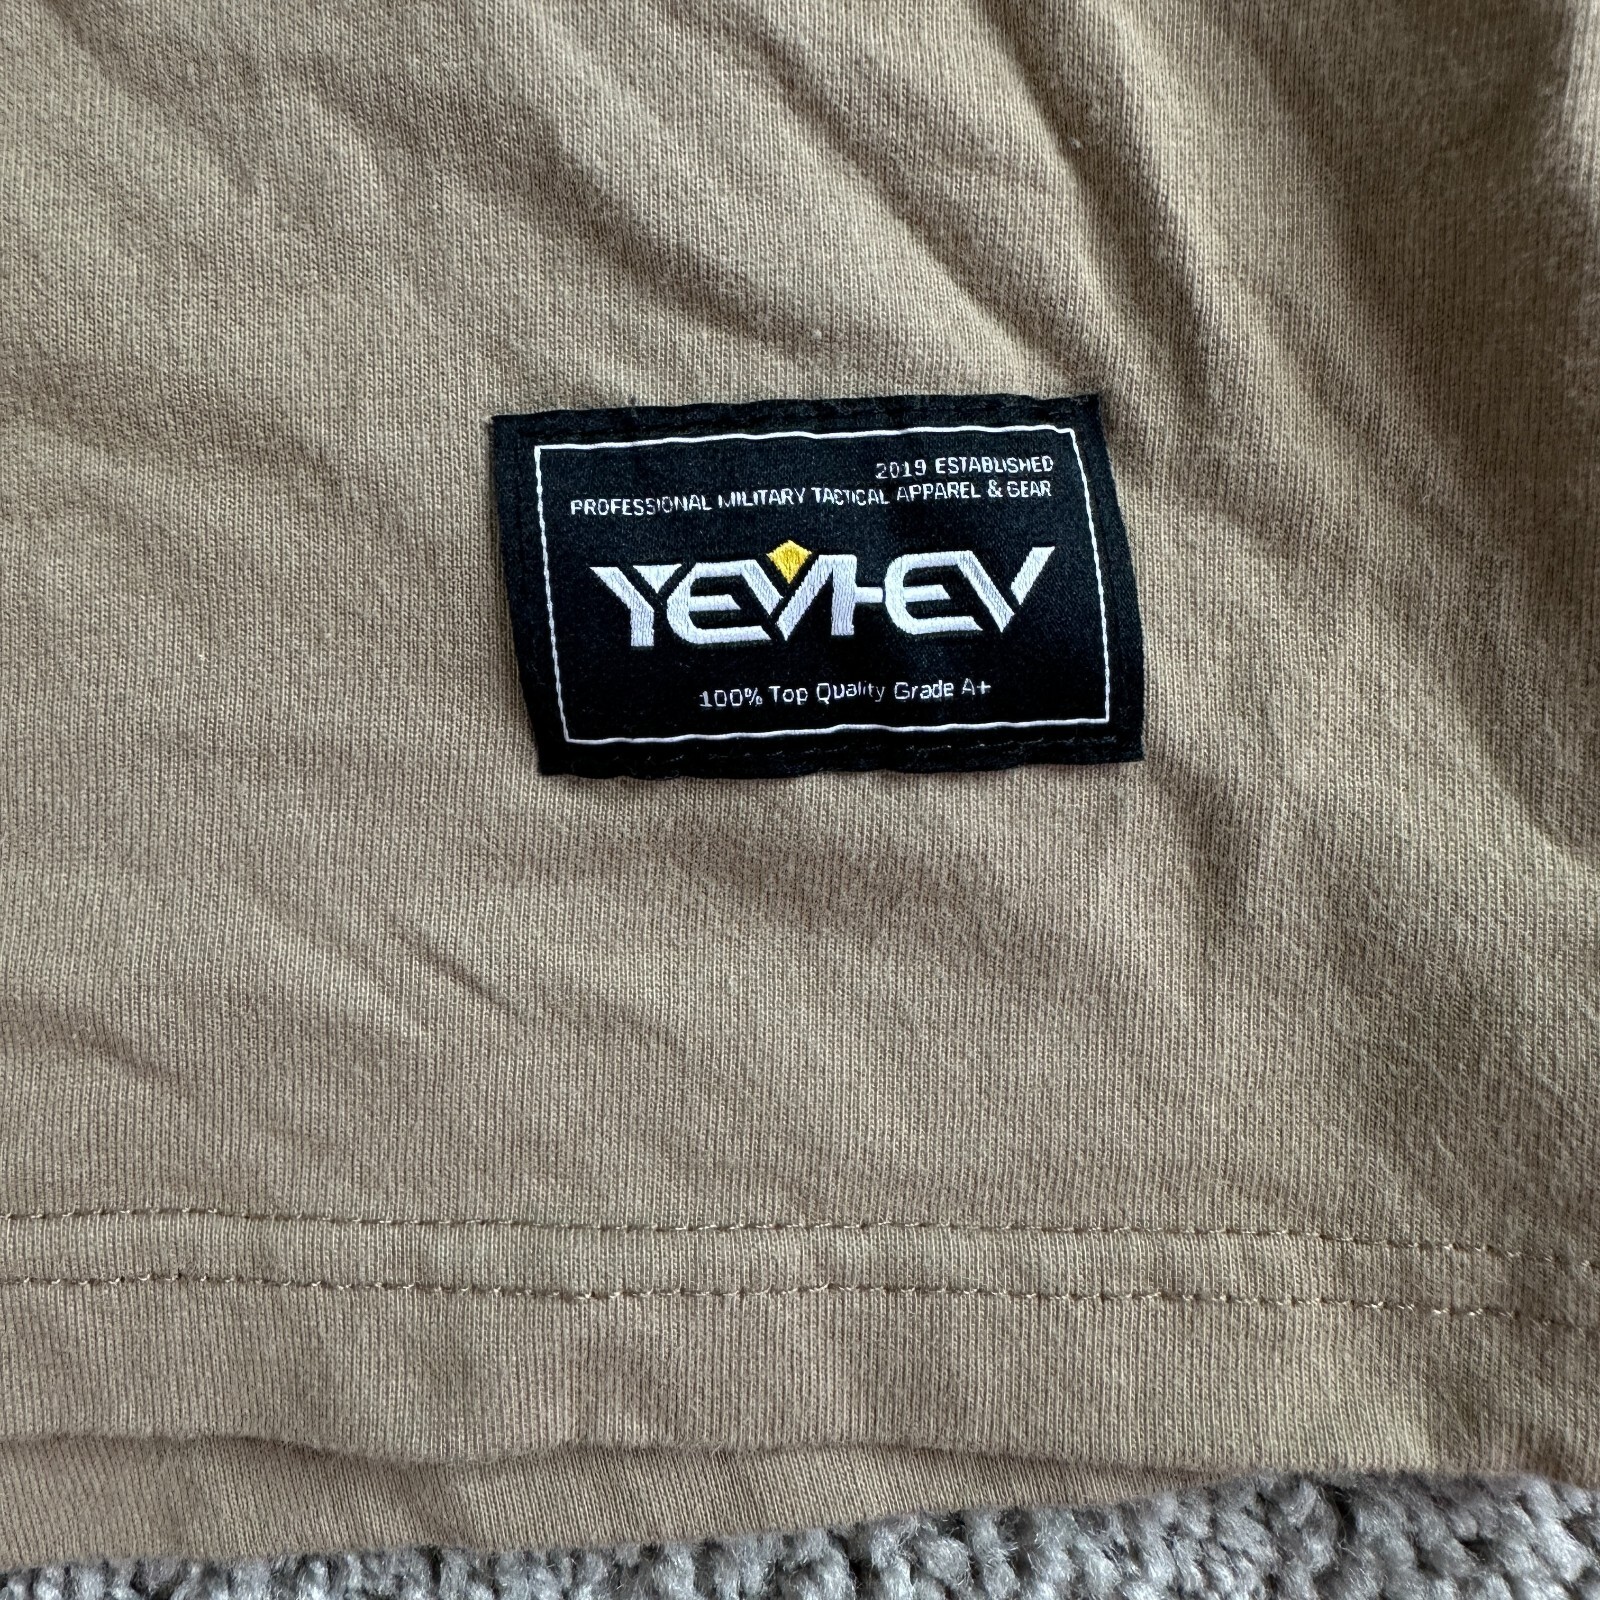 2019 ESTABLISHED
PROFESSIONAL MILITARY TACTICAL APPAREL & GEAR
YEVHEV
100% Top Quality Grade A+